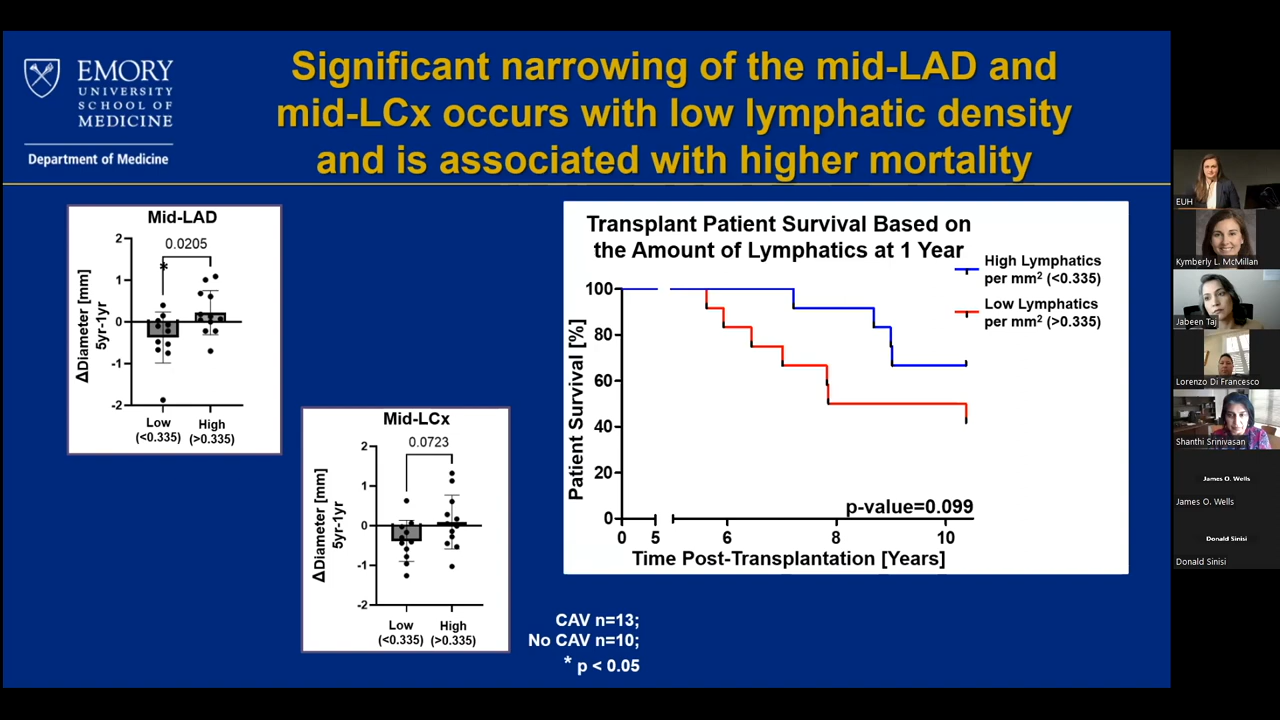 EMORY
UNIVERSITY
SCHOOL OF
MEDICINE
Department of Medicine
Significant narrowing of the mid-LAD and
mid-LCx occurs with low lymphatic density
and is associated with higher mortality
Mid-LAD
0.0205
*
2
1
0
-1
-2
ΔDiameter [mm]
5yr-1yr
Low
(<0.335)
High
(>0.335)
Mid-LCx
0.0723
2
1
0
-1
-2
ΔDiameter [mm]
5yr-1yr
Low
(<0.335)
High
(>0.335)
CAV n=13;
No CAV n=10;
* p < 0.05
Transplant Patient Survival Based on
the Amount of Lymphatics at 1 Year
High Lymphatics
per mm² (<0.335)
Low Lymphatics
per mm² (>0.335)
100
80
60
40
20
0
Patient Survival [%]
p-value=0.099
0 5 6 8 10
Time Post-Transplantation [Years]
EUH
Kymberly L. McMillan
Jabeen Taj
Lorenzo Di Francesco
Shanthi Srinivasan
James O. Wells
James O. Wells
Donald Sinisi
Donald Sinisi